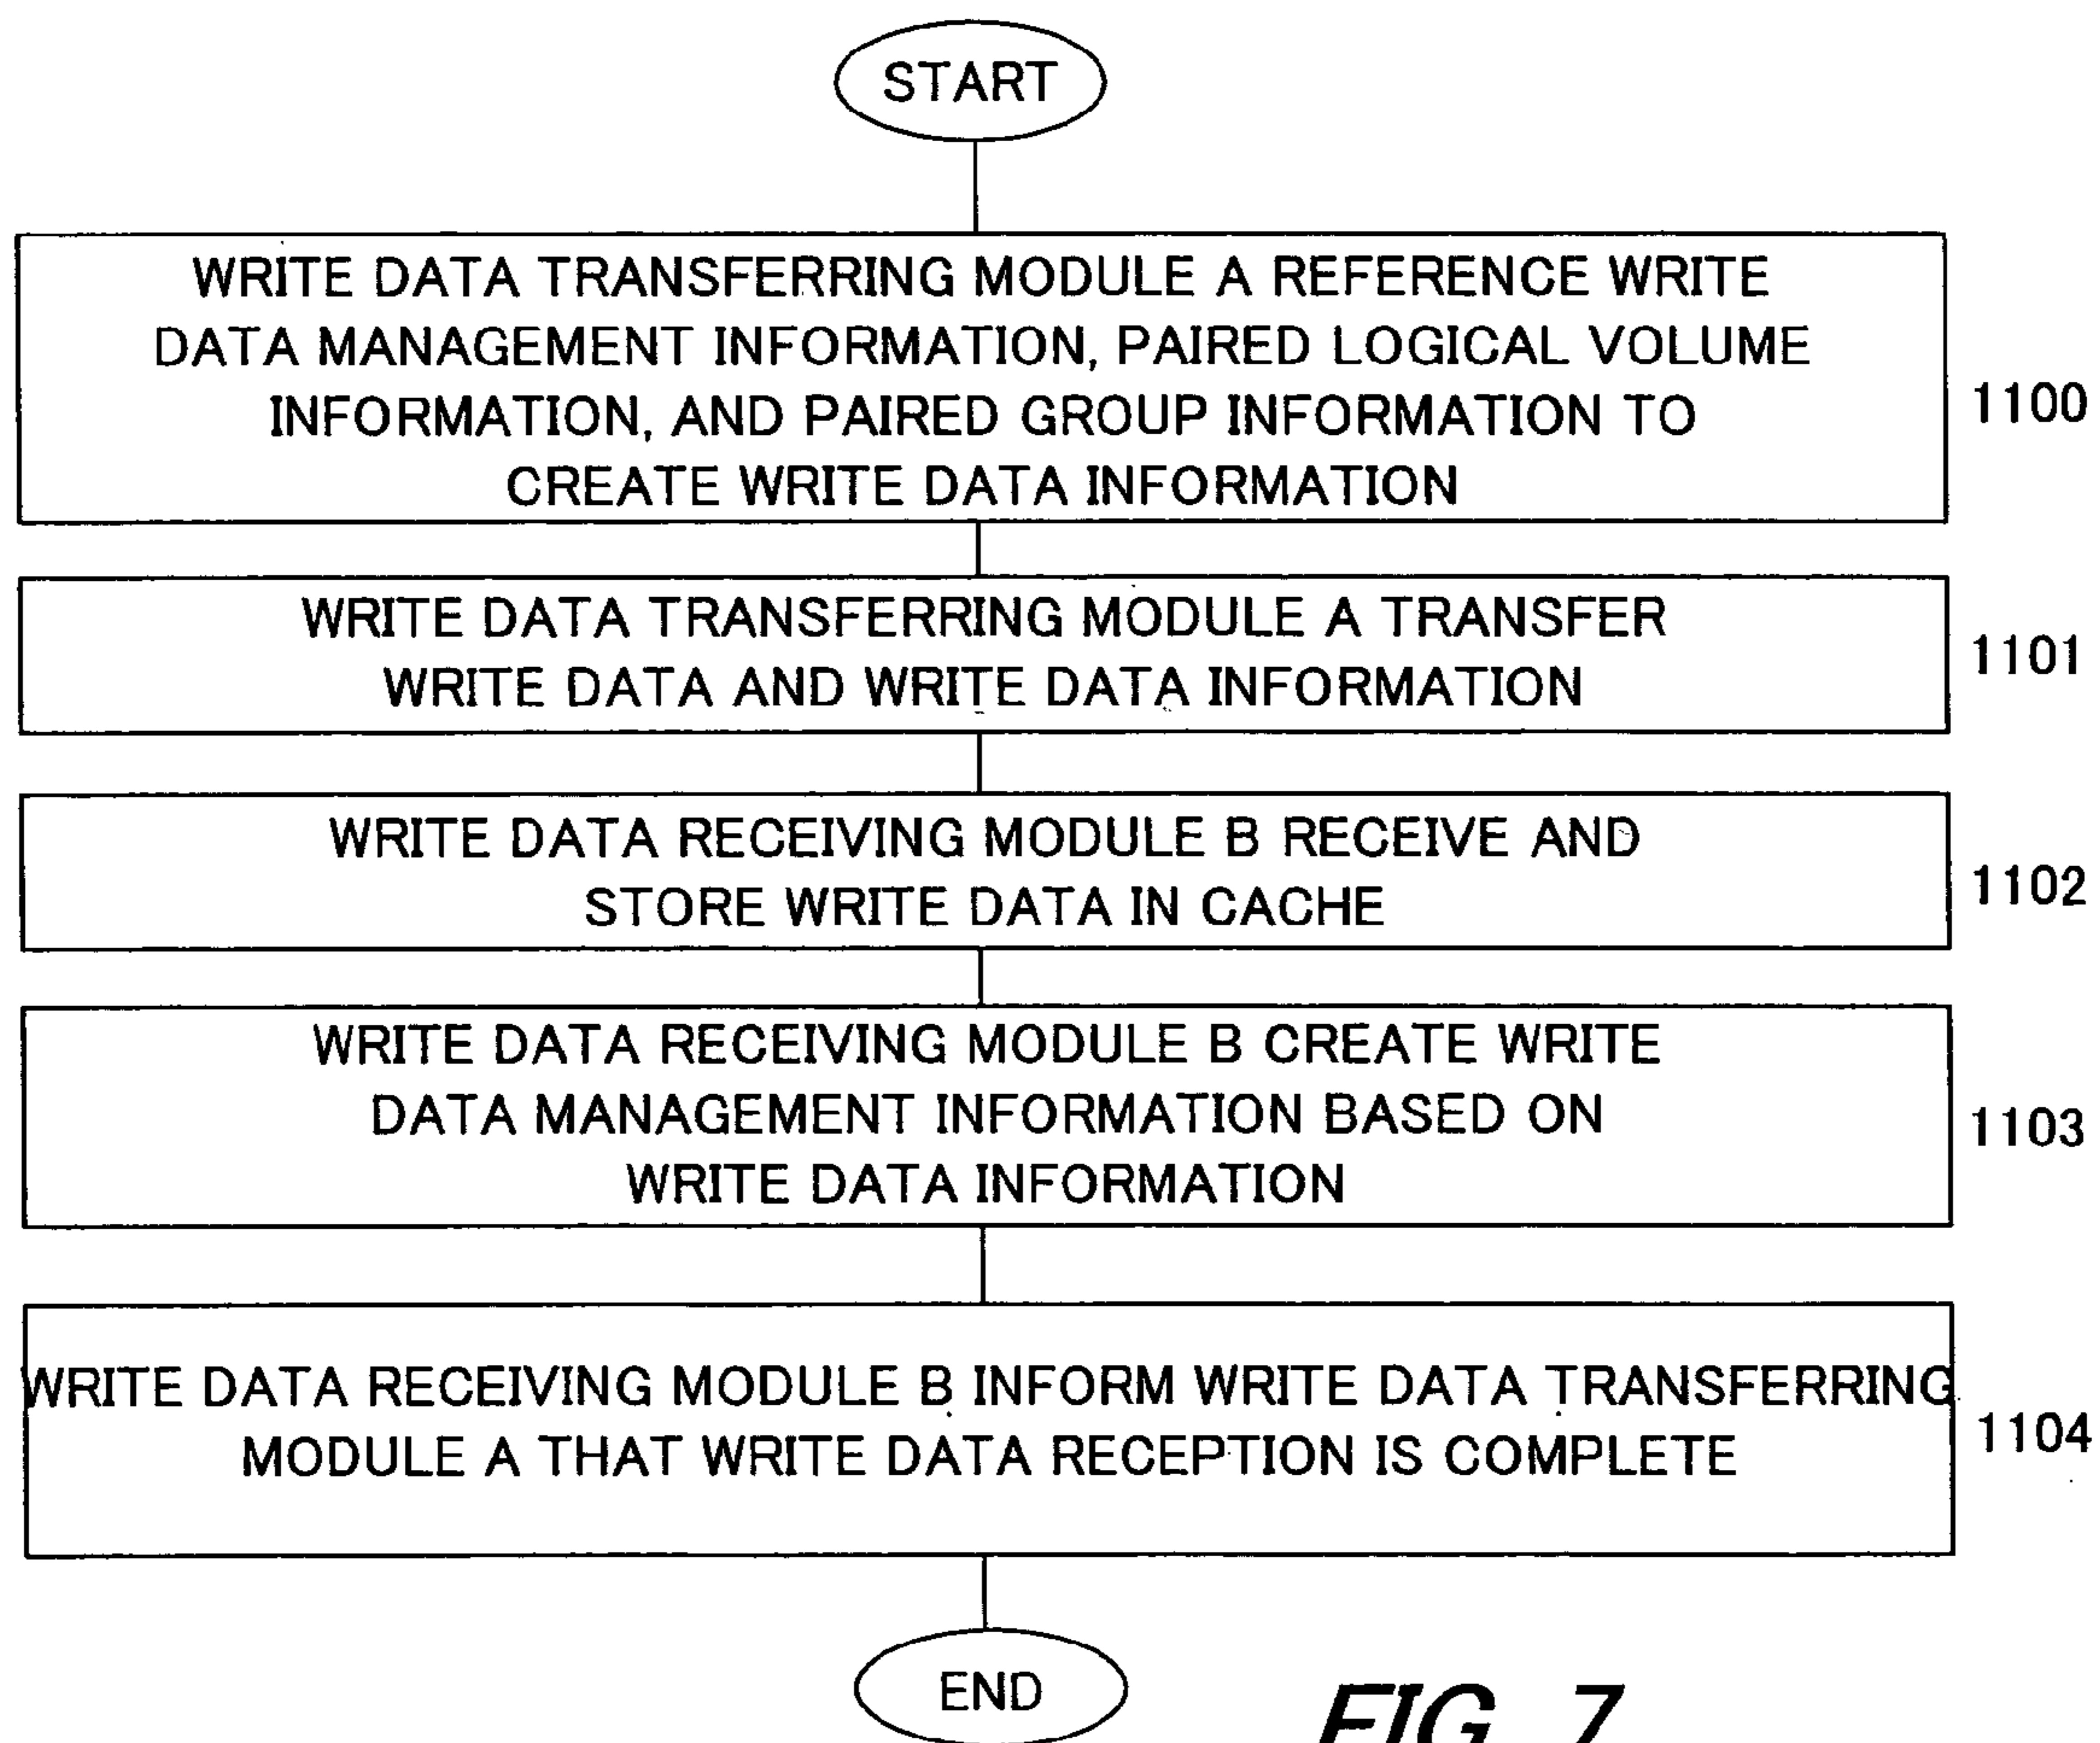 START
WRITE DATA TRANSFERRING MODULE A REFERENCE WRITE
DATA MANAGEMENT INFORMATION, PAIRED LOGICAL VOLUME
INFORMATION, AND PAIRED GROUP INFORMATION TO
CREATE WRITE DATA INFORMATION
1100
WRITE DATA TRANSFERRING MODULE A TRANSFER
WRITE DATA AND WRITE DATA INFORMATION
1101
WRITE DATA RECEIVING MODULE B RECEIVE AND
STORE WRITE DATA IN CACHE
1102
WRITE DATA RECEIVING MODULE B CREATE WRITE
DATA MANAGEMENT INFORMATION BASED ON
WRITE DATA INFORMATION
1103
WRITE DATA RECEIVING MODULE B INFORM WRITE DATA TRANSFERRING
MODULE A THAT WRITE DATA RECEPTION IS COMPLETE
1104
END
FIG. 7